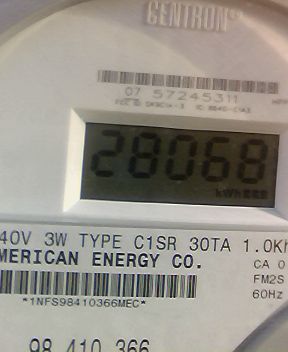 CENTRON®
07 57245311
28068
kWh
40V 3W TYPE C1SR 30TA 1.0Kh
MERICAN ENERGY CO.
CA 0
FM2S
60Hz
*1NFS98410366MEC*
98 410 366